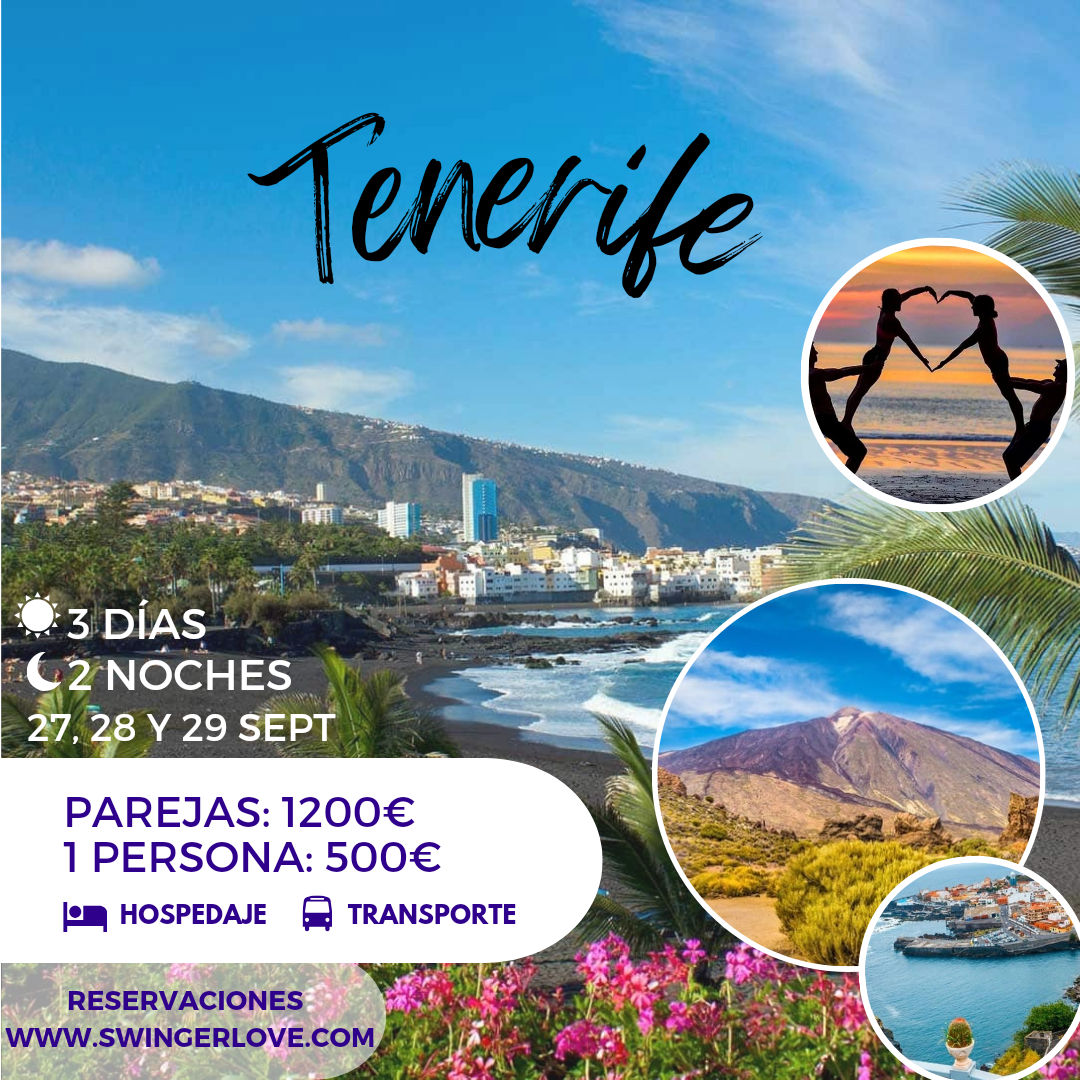 Tenerife
3 DÍAS
2 NOCHES
27, 28 Y 29 SEPT
PAREJAS: 1200€
1 PERSONA: 500€
HOSPEDAJE TRANSPORTE
RESERVACIONES
WWW.SWINGERLOVE.COM